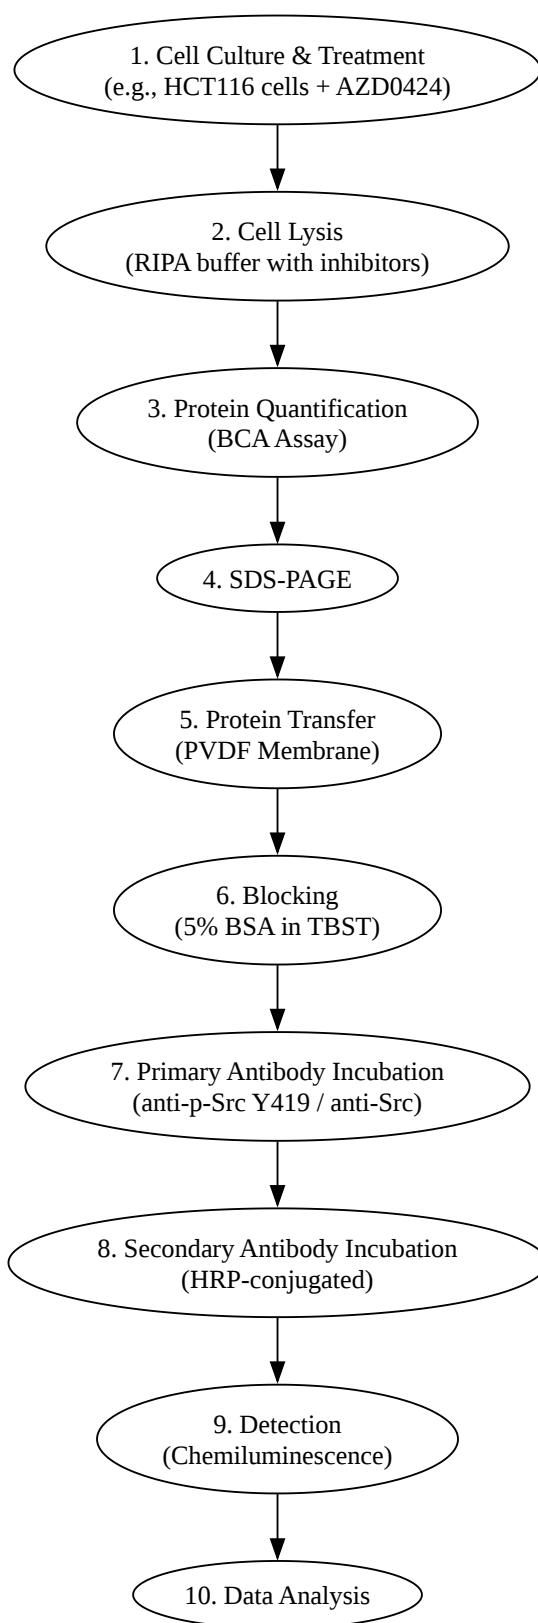 1. Cell Culture & Treatment
(e.g., HCT116 cells + AZD0424)
2. Cell Lysis
(RIPA buffer with inhibitors)
3. Protein Quantification
(BCA Assay)
4. SDS-PAGE
5. Protein Transfer
(PVDF Membrane)
6. Blocking
(5% BSA in TBST)
7. Primary Antibody Incubation
(anti-p-Src Y419 / anti-Src)
8. Secondary Antibody Incubation
(HRP-conjugated)
9. Detection
(Chemiluminescence)
10. Data Analysis